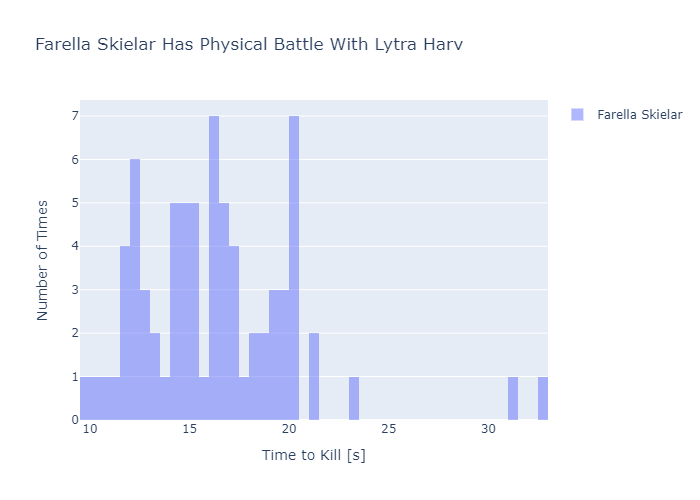 Farella Skielar Has Physical Battle With Lytra Harv
Farella Skielar
7
6
5
4
3
2
1
0
Number of Times
10 15 20 25 30
Time to Kill [s]